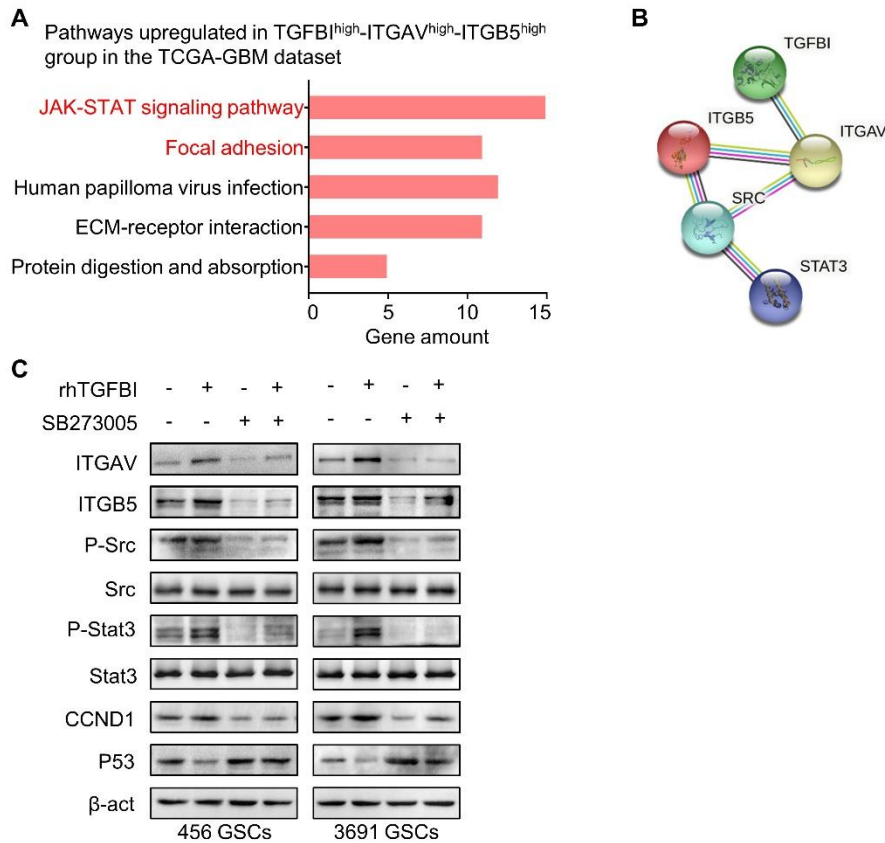 A
Pathways upregulated in TGFBIhigh-ITGAVhigh-ITGB5high
group in the TCGA-GBM dataset
JAK-STAT signaling pathway
Focal adhesion
Human papilloma virus infection
ECM-receptor interaction
Protein digestion and absorption
0 5 10 15
Gene amount
B
TGFBI
ITGB5
ITGAV
SRC
STAT3
C
rhTGFBI - + - + - + - +
SB273005 - - + + - - + +
ITGAV
ITGB5
P-Src
Src
P-Stat3
Stat3
CCND1
P53
β-act
456 GSCs 3691 GSCs